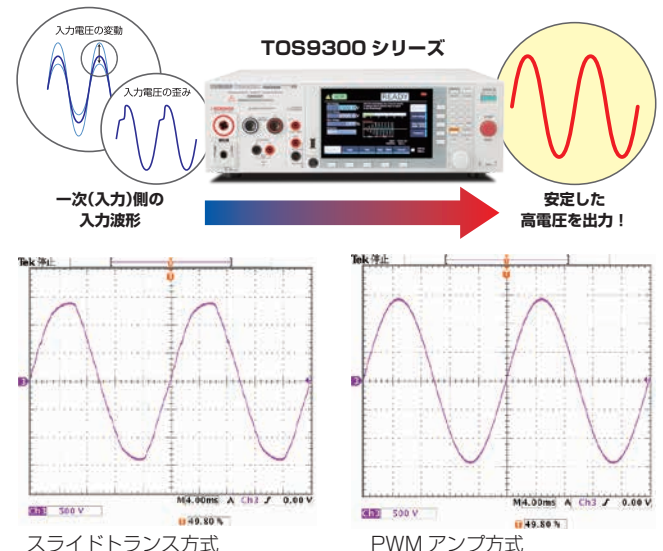 入力電圧の変動
入力電圧の歪み
TOS9300 シリーズ
READY
一次(入力)側の
入力波形
安定した
高電圧を出力！
Tek 停止
M 4.00ms A Ch3 ∫ 0.00 V
Ch3 500 V
49.80 %
スライドトランス方式
Tek 停止
M 4.00ms A Ch3 ∫ 0.00 V
Ch3 500 V
49.80 %
PWM アンプ方式